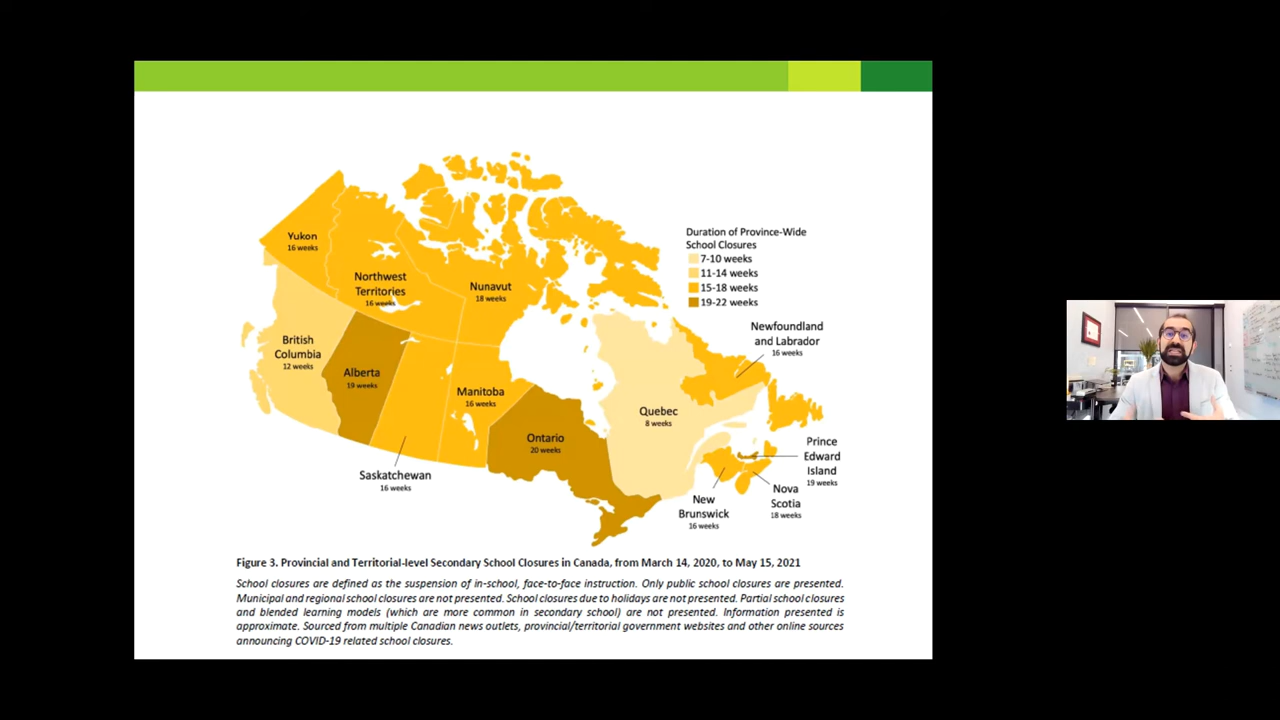 Duration of Province-Wide
School Closures
7-10 weeks
11-14 weeks
15-18 weeks
19-22 weeks
Yukon
16 weeks
Northwest
Territories
16 weeks
Nunavut
18 weeks
British
Columbia
12 weeks
Alberta
19 weeks
Saskatchewan
16 weeks
Manitoba
16 weeks
Ontario
20 weeks
Quebec
8 weeks
Newfoundland
and Labrador
16 weeks
Prince
Edward
Island
19 weeks
Nova
Scotia
18 weeks
New
Brunswick
16 weeks
Figure 3. Provincial and Territorial-level Secondary School Closures in Canada, from March 14, 2020, to May 15, 2021
School closures are defined as the suspension of in-school, face-to-face instruction. Only public school closures are presented.
Municipal and regional school closures are not presented. School closures due to holidays are not presented. Partial school closures
and blended learning models (which are more common in secondary school) are not presented. Information presented is
approximate. Sourced from multiple Canadian news outlets, provincial/territorial government websites and other online sources
announcing COVID-19 related school closures.